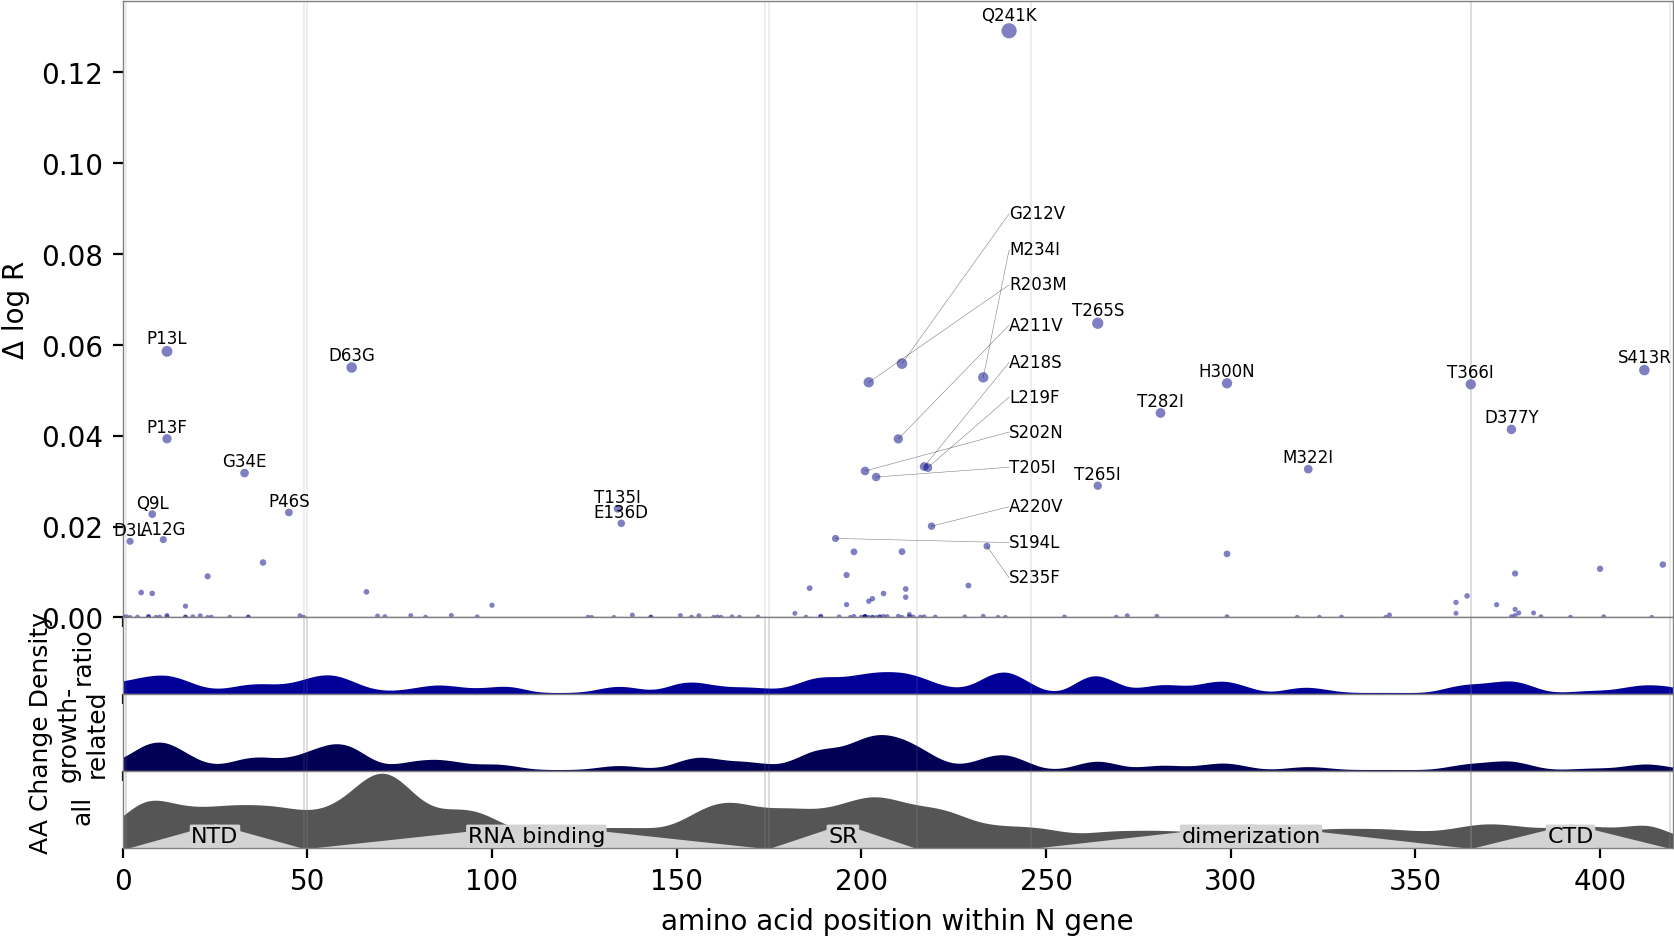 Q241K
0.12
0.10
G212V
M234I
0.08
R203M
T265S
A211V
Δ log R
P13L
0.06
D63G
A218S
S413R
H300N
T366I
L219F
T282I
D377Y
P13F
0.04
S202N
G34E
T205I
M322I
T265I
Q9L
P46S
T135I
A220V
E136D
D3L
A12G
0.02
S194L
S235F
0.00
AA Change Density
ratio
growth-
related
all
NTD
RNA binding
SR
dimerization
CTD
0 50 100 150 200 250 300 350 400
amino acid position within N gene